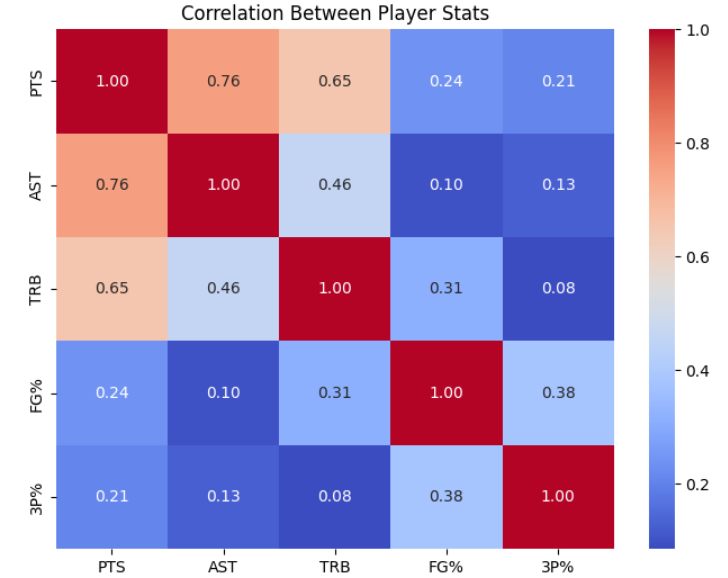 Correlation Between Player Stats
PTS 1.00 0.76 0.65 0.24 0.21
AST 0.76 1.00 0.46 0.10 0.13
TRB 0.65 0.46 1.00 0.31 0.08
FG% 0.24 0.10 0.31 1.00 0.38
3P% 0.21 0.13 0.08 0.38 1.00
PTS AST TRB FG% 3P%
1.0
0.8
0.6
0.4
0.2